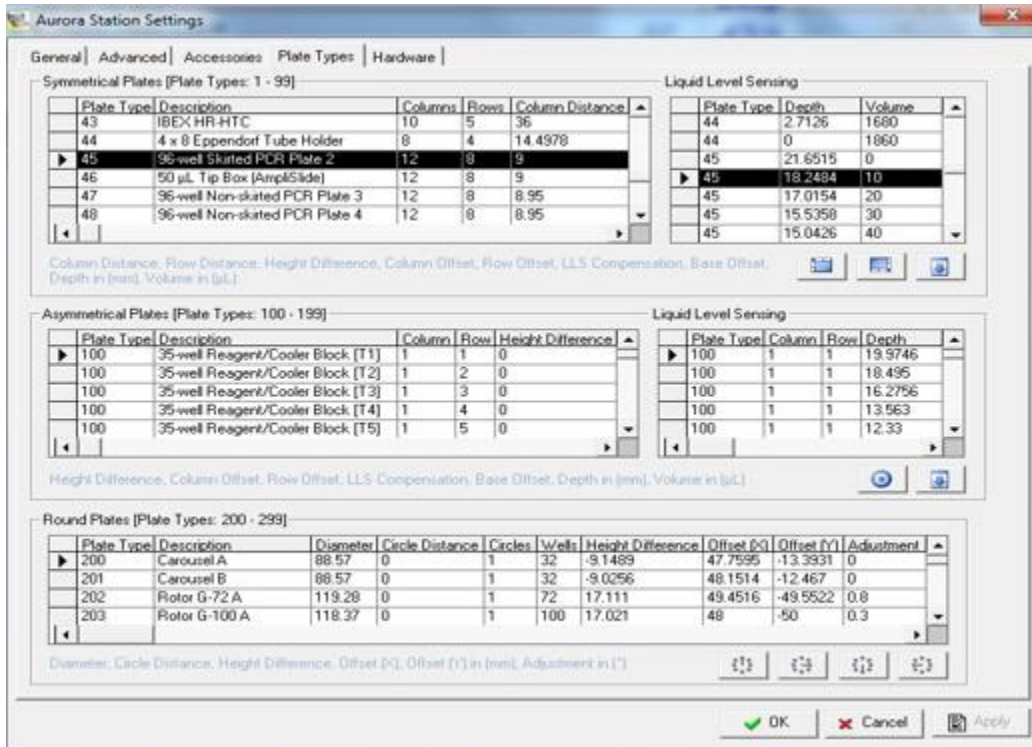 Aurora Station Settings
General Advanced Accessories Plate Types Hardware
Symmetrical Plates [Plate Types: 1 - 99]
Plate Type Description Columns Rows Column Distance
43 IBEX HR-HTC 10 5 36
44 4 x 8 Eppendorf Tube Holder 8 4 14.4978
45 96-well Skirted PCR Plate 2 12 8 9
46 50 µL Tip Box (AmpliSlide) 12 8 9
47 96-well Non-skirted PCR Plate 3 12 8 8.95
48 96-well Non-skirted PCR Plate 4 12 8 8.95
Column Distance, Row Distance, Height Difference, Column Offset, Row Offset, LLS Compensation, Base Offset,
Depth in [mm], Volume in [µL]
Liquid Level Sensing
Plate Type Depth Volume
44 2.7126 1680
44 0 1860
45 21.6515 0
45 18.2484 10
45 17.0154 20
45 15.5358 30
45 15.0426 40
Asymmetrical Plates [Plate Types: 100 - 199]
Plate Type Description Column Row Height Difference
100 35-well Reagent/Cooler Block [T1] 1 1 0
100 35-well Reagent/Cooler Block [T2] 1 2 0
100 35-well Reagent/Cooler Block [T3] 1 3 0
100 35-well Reagent/Cooler Block [T4] 1 4 0
100 35-well Reagent/Cooler Block [T5] 1 5 0
Height Difference, Column Offset, Row Offset, LLS Compensation, Base Offset, Depth in [mm], Volume in [µL]
Liquid Level Sensing
Plate Type Column Row Depth
100 1 1 19.9746
100 1 1 18.495
100 1 1 16.2756
100 1 1 13.563
100 1 1 12.33
Round Plates [Plate Types: 200 - 299]
Plate Type Description Diameter Circle Distance Circles Wells Height Difference Offset (X) Offset (Y) Adjustment
200 Carousel A 88.57 0 1 32 -9.1489 47.7595 -13.3931 0
201 Carousel B 88.57 0 1 32 -9.0256 48.1514 -12.467 0
202 Rotor G-72 A 119.28 0 1 72 17.111 49.4516 -49.5522 0.8
203 Rotor G-100 A 118.37 0 1 100 17.021 48 -50 0.3
Diameter, Circle Distance, Height Difference, Offset (X), Offset (Y) in [mm], Adjustment in [°]
OK Cancel Apply